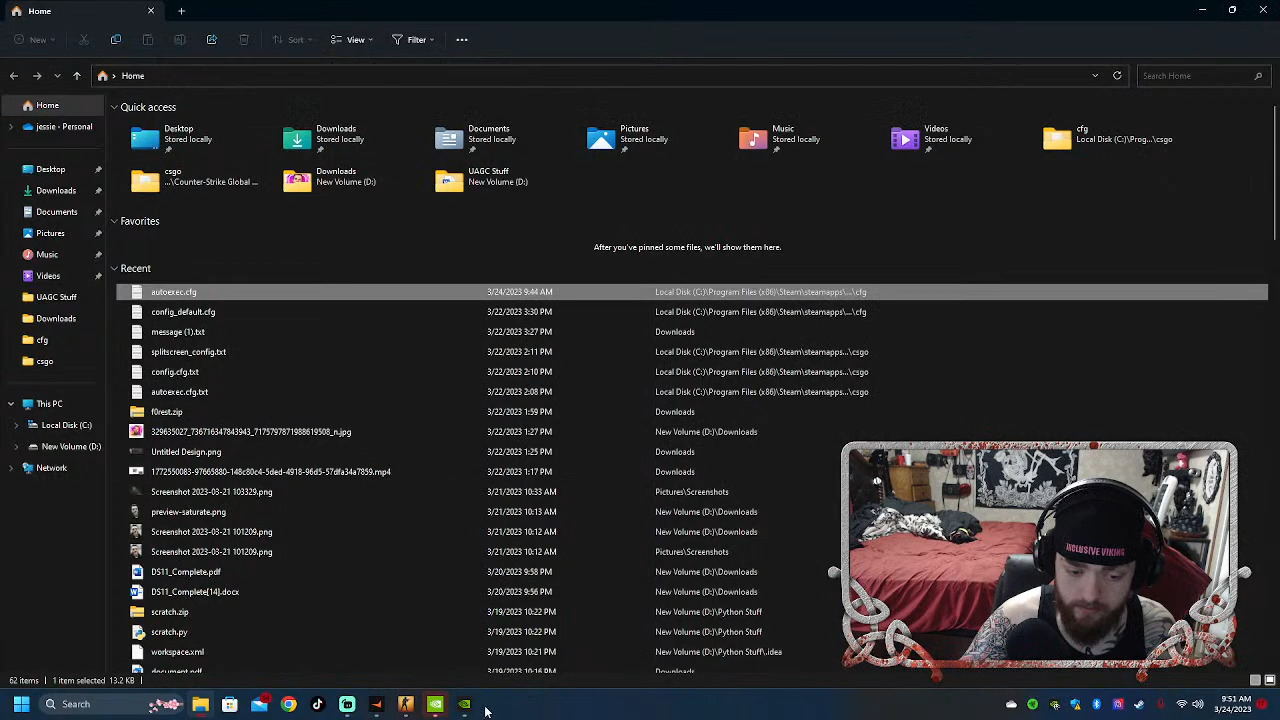 Home
New
Sort
View
Filter
Home
Search Home
Home
jessie - Personal
Desktop
Downloads
Documents
Pictures
Music
Videos
UAGC Stuff
Downloads
cfg
csgo
This PC
Local Disk (C:)
New Volume (D:)
Network
Quick access
Desktop
Stored locally
Downloads
Stored locally
Documents
Stored locally
Pictures
Stored locally
Music
Stored locally
Videos
Stored locally
cfg
Local Disk (C:)\Prog...\csgo
csgo
...\Counter-Strike Global ...
Downloads
New Volume (D:)
UAGC Stuff
New Volume (D:)
Favorites
After you've pinned some files, we'll show them here.
Recent
autoexec.cfg 3/24/2023 9:44 AM Local Disk (C:)\Program Files (x86)\Steam\steamapps\...\cfg
config_default.cfg 3/22/2023 3:30 PM Local Disk (C:)\Program Files (x86)\Steam\steamapps\...\cfg
message (1).txt 3/22/2023 3:27 PM Downloads
splitscreen_config.txt 3/22/2023 2:11 PM Local Disk (C:)\Program Files (x86)\Steam\steamapps...\csgo
config.cfg.txt 3/22/2023 2:10 PM Local Disk (C:)\Program Files (x86)\Steam\steamapps...\csgo
autoexec.cfg.txt 3/22/2023 2:08 PM Local Disk (C:)\Program Files (x86)\Steam\steamapps...\csgo
f0rest.zip 3/22/2023 1:59 PM Downloads
329635027_736716347843943_7175797871988619508_n.jpg 3/22/2023 1:27 PM New Volume (D:)\Downloads
Untitled Design.png 3/22/2023 1:25 PM Downloads
1772550083-97665880-148c80c4-5ded-4918-96d5-57dfa34a7859.mp4 3/22/2023 1:17 PM Downloads
Screenshot 2023-03-21 103329.png 3/21/2023 10:33 AM Pictures\Screenshots
preview-saturate.png 3/21/2023 10:13 AM New Volume (D:)\Downloads
Screenshot 2023-03-21 101209.png 3/21/2023 10:12 AM New Volume (D:)\Downloads
Screenshot 2023-03-21 101209.png 3/21/2023 10:12 AM Pictures\Screenshots
DS11_Complete.pdf 3/20/2023 9:58 PM New Volume (D:)\Downloads
DS11_Complete[14].docx 3/20/2023 9:56 PM New Volume (D:)\Downloads
scratch.zip 3/19/2023 10:22 PM New Volume (D:)\Python Stuff
scratch.py 3/19/2023 10:22 PM New Volume (D:)\Python Stuff
workspace.xml 3/19/2023 10:21 PM New Volume (D:)\Python Stuff\.idea
document.pdf 3/19/2023 10:16 PM Downloads
INCLUSIVE VIKING
62 items 1 item selected 13.2 KB
Search
9:51 AM
3/24/2023